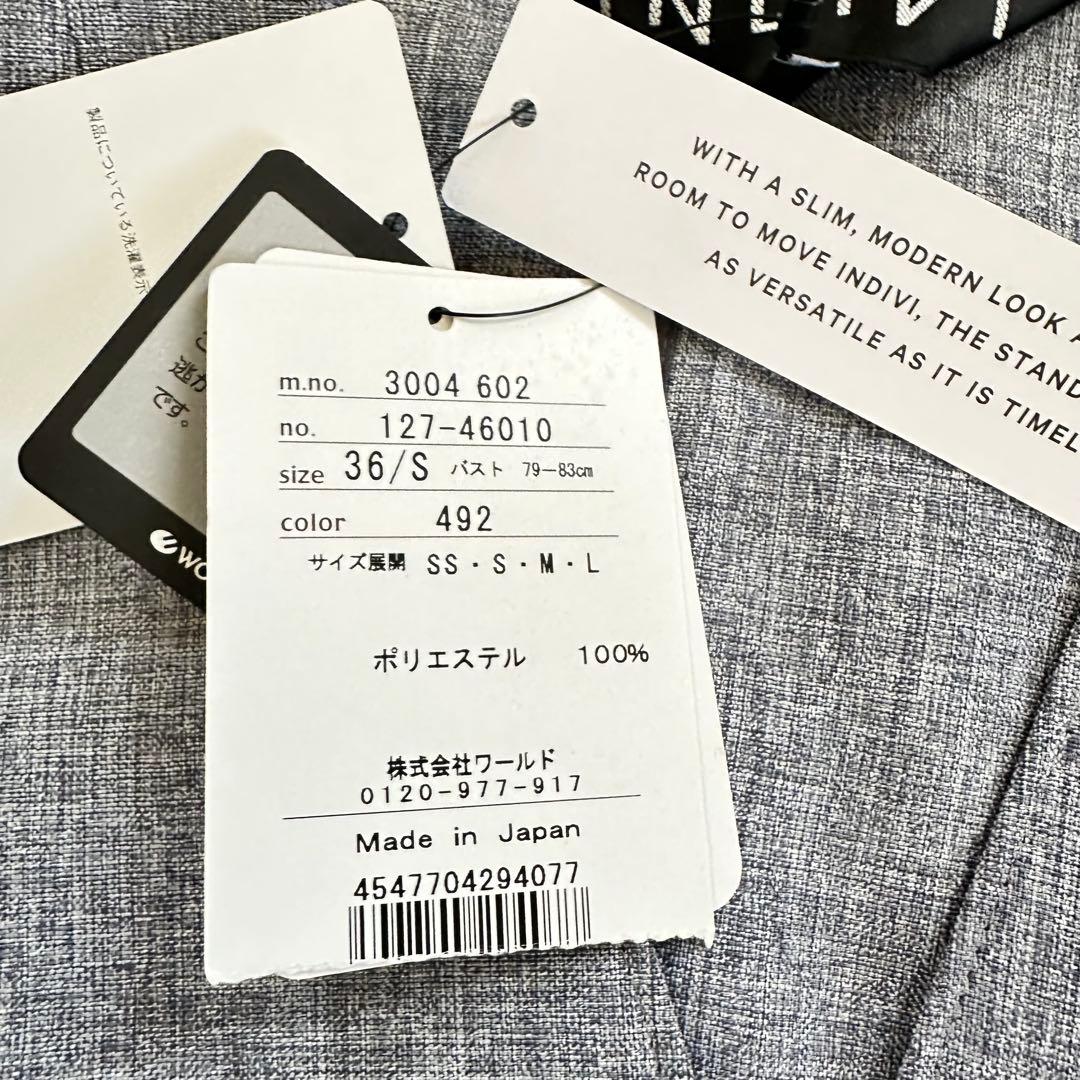 INDIVI
WITH A SLIM, MODERN LOOK
ROOM TO MOVE INDIVI, THE
AS VERSATILE AS IT IS
製品についている洗濯表示
です。
m.no. 3004 602
no. 127-46010
size 36/S バスト 79-83cm
color 492
サイズ展開 SS・S・M・L
ポリエステル 100%
株式会社ワールド
0120-977-917
Made in Japan
4547704294077